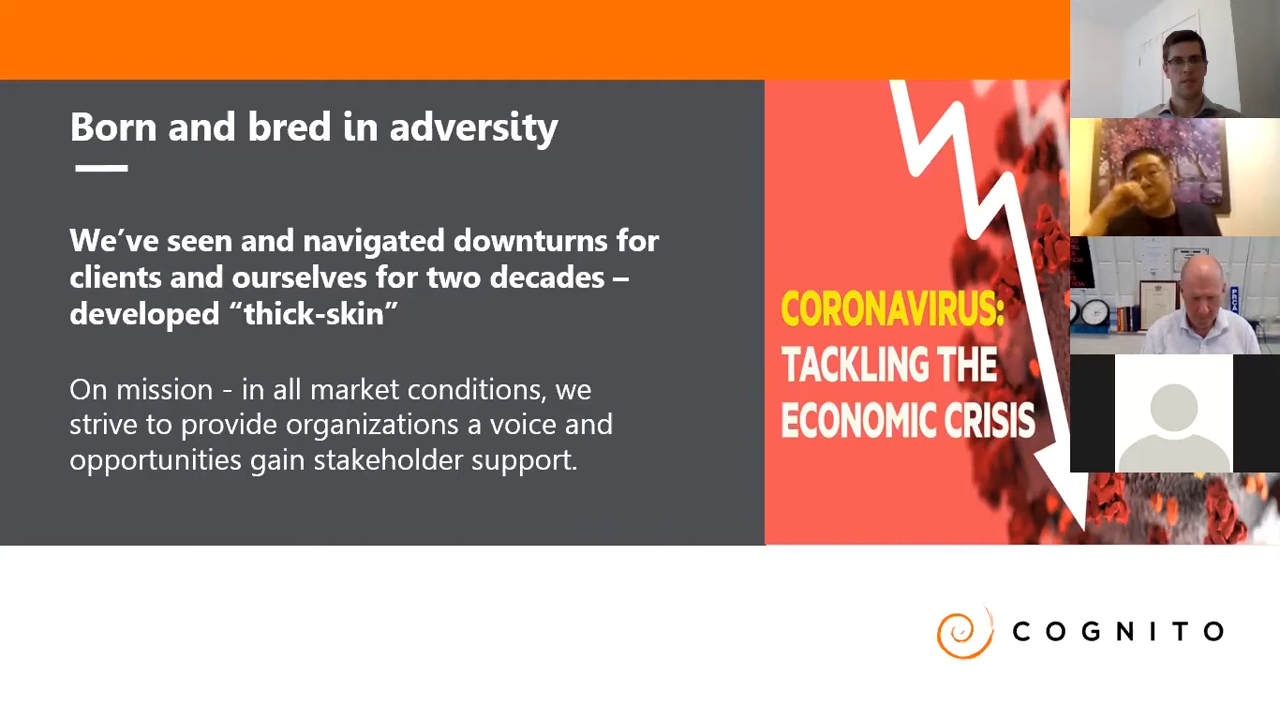 Born and bred in adversity
We’ve seen and navigated downturns for
clients and ourselves for two decades –
developed “thick-skin”
On mission - in all market conditions, we
strive to provide organizations a voice and
opportunities gain stakeholder support.
CORONAVIRUS:
TACKLING THE
ECONOMIC CRISIS
PRCA
COGNITO